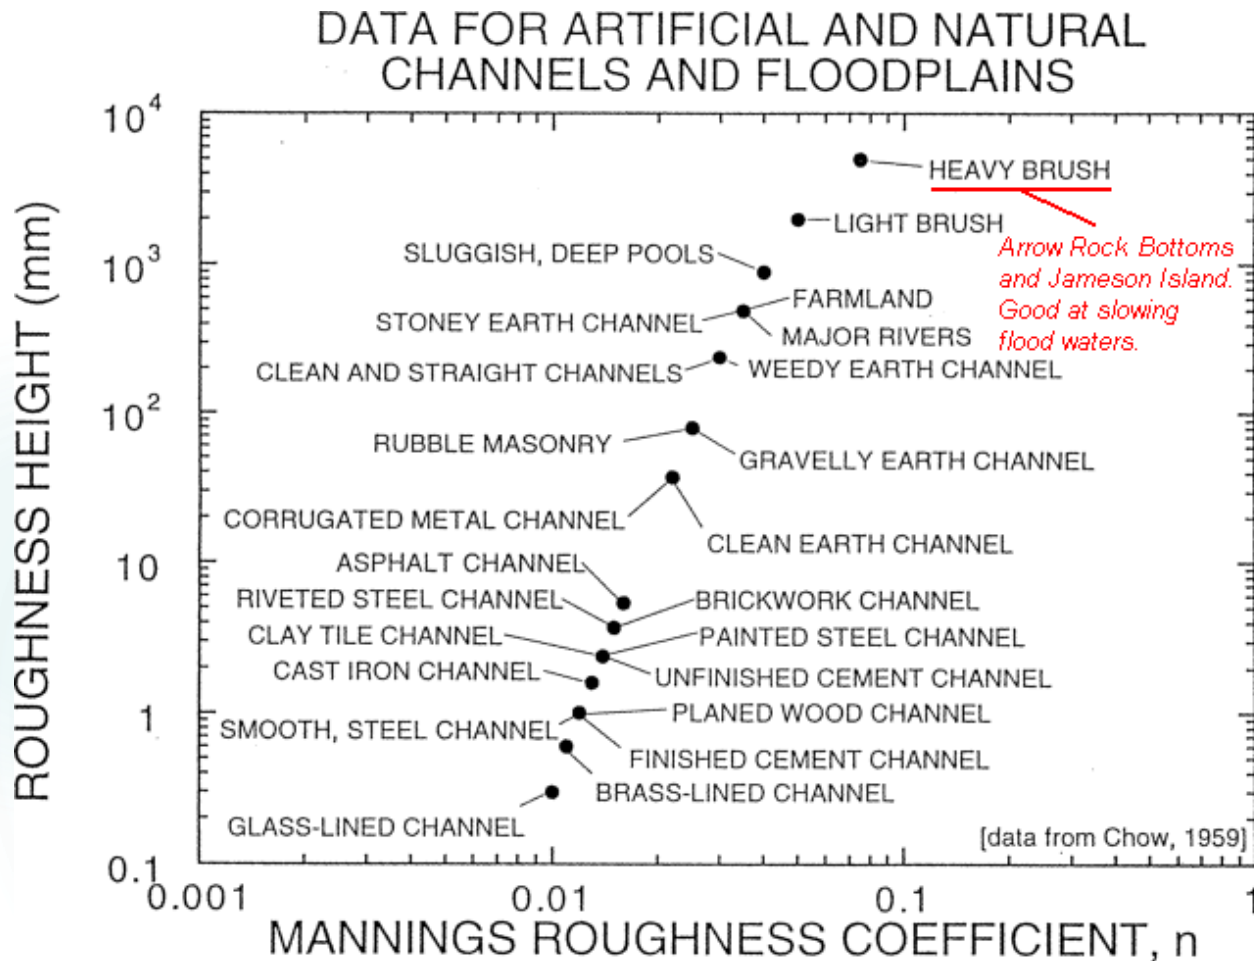 DATA FOR ARTIFICIAL AND NATURAL
CHANNELS AND FLOODPLAINS
ROUGHNESS HEIGHT (mm)
10^4
10^3
10^2
10
1
0.1
HEAVY BRUSH
Arrow Rock Bottoms
and Jameson Island.
Good at slowing
flood waters.
LIGHT BRUSH
SLUGGISH, DEEP POOLS
FARMLAND
STONEY EARTH CHANNEL
MAJOR RIVERS
CLEAN AND STRAIGHT CHANNELS
WEEDY EARTH CHANNEL
RUBBLE MASONRY
GRAVELLY EARTH CHANNEL
CORRUGATED METAL CHANNEL
CLEAN EARTH CHANNEL
ASPHALT CHANNEL
RIVETED STEEL CHANNEL
BRICKWORK CHANNEL
CLAY TILE CHANNEL
PAINTED STEEL CHANNEL
CAST IRON CHANNEL
UNFINISHED CEMENT CHANNEL
PLANED WOOD CHANNEL
SMOOTH, STEEL CHANNEL
FINISHED CEMENT CHANNEL
BRASS-LINED CHANNEL
GLASS-LINED CHANNEL
[data from Chow, 1959]
0.001
0.01
0.1
1
MANNINGS ROUGHNESS COEFFICIENT, n